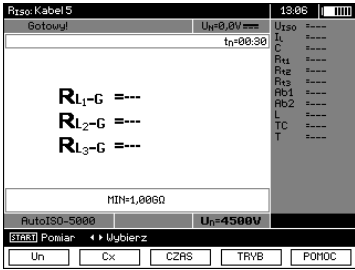 RISO: Kabel 5 13:06
Gotowy! UN=0,0V
tn=00:30
RL1-G =---
RL2-G =---
RL3-G =---
MIN=1,00GΩ
AutoISO-5000 Un=4500V
UISO =---
IL =---
C =---
Rt1 =---
Rt2 =---
Rt3 =---
Ab1 =---
Ab2 =---
L =---
TC =---
T =---
START Pomiar ◂▸ Wybierz
Un Cx CZAS TRYB POMOC